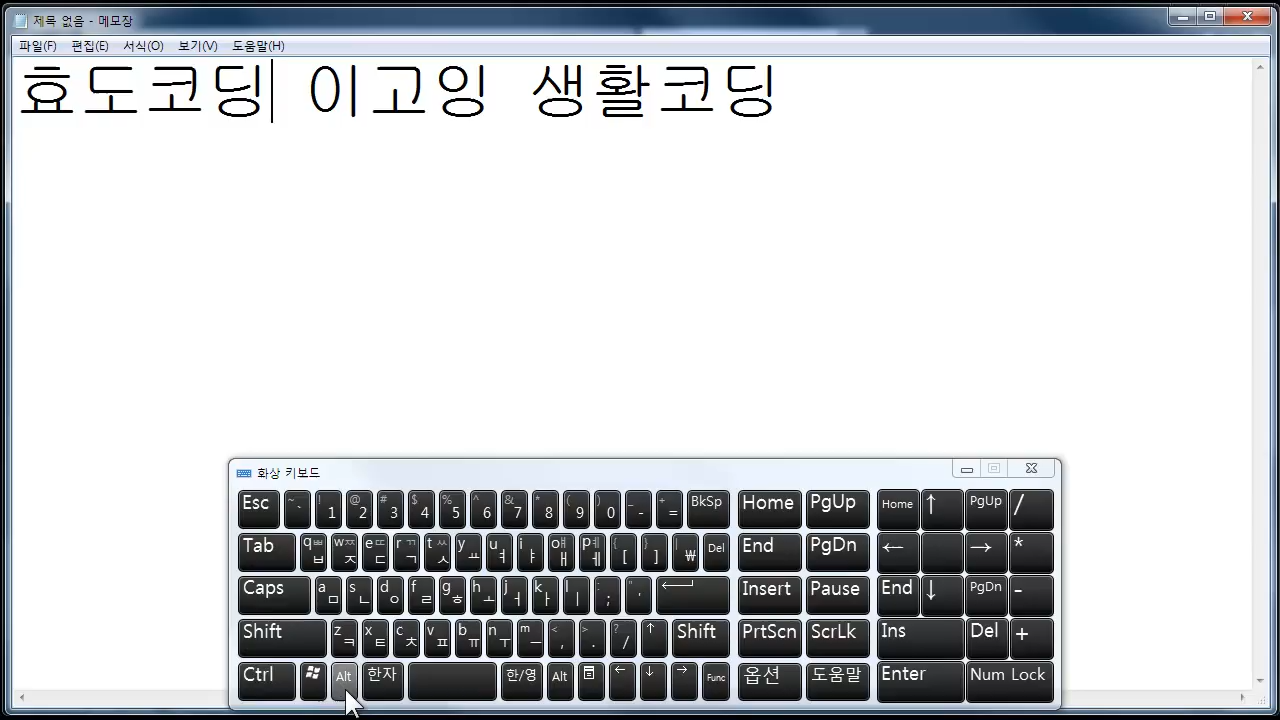 제목 없음 - 메모장
파일(F) 편집(E) 서식(O) 보기(V) 도움말(H)
효도코딩 이고잉 생활코딩
화상 키보드
Esc ~ ` ! 1 @ 2 # 3 $ 4 % 5 ^ 6 & 7 * 8 ( 9 ) 0 _ - + = BkSp Home PgUp Home ↑ PgUp /
Tab q ㅃ ㅂ w ㅉ ㅈ e ㄸ ㄷ r ㄲ ㄱ t ㅆ ㅅ y ㅛ u ㅕ i ㅑ o ㅒ ㅐ p ㅖ ㅔ { [ } ] | ₩ Del End PgDn ← → *
Caps a ㅁ s ㄴ d ㅇ f ㄹ g ㅎ h ㅗ j ㅓ k ㅏ l ㅣ : ; " ' Insert Pause End ↓ PgDn -
Shift z ㅋ x ㅌ c ㅊ v ㅍ b ㅠ n ㅜ m ㅡ < , > . ? / ↑ Shift PrtScn ScrLk Ins Del +
Ctrl Alt 한자 한/영 Alt ← ↓ → Func 옵션 도움말 Enter Num Lock